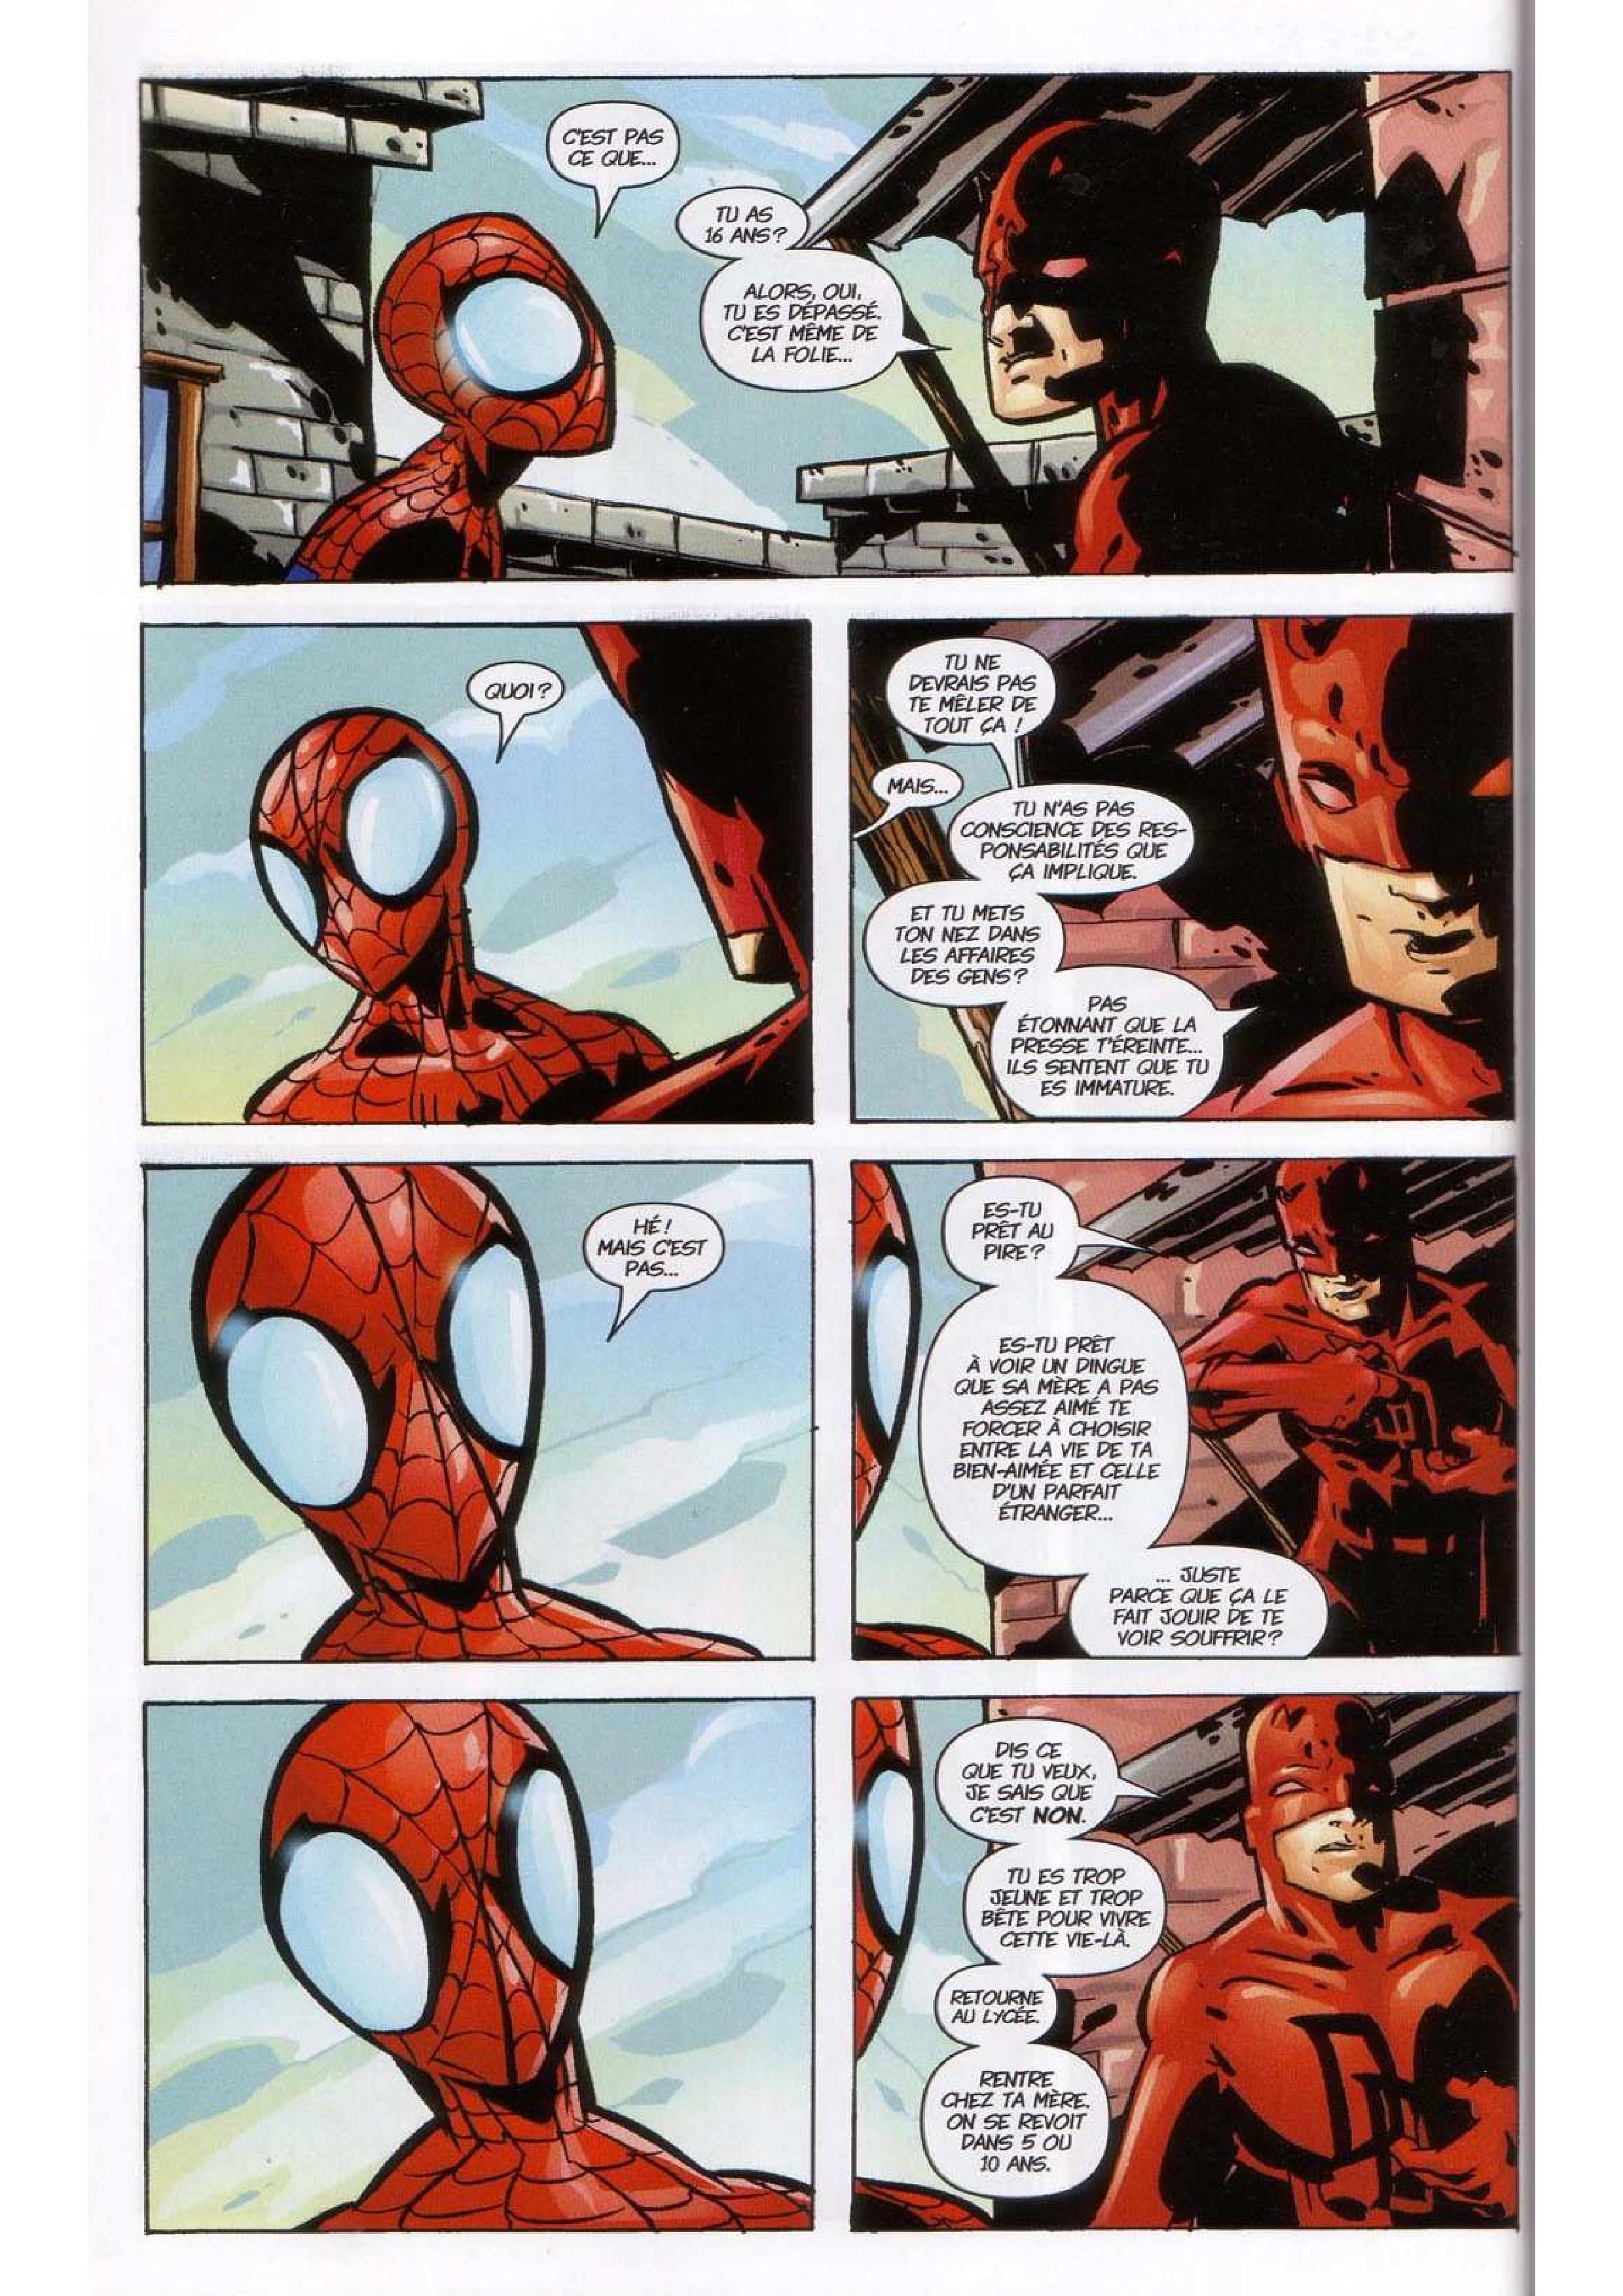 C'EST PAS
CE QUE...
TU AS
16 ANS?
ALORS, OUI,
TU ES DÉPASSÉ.
C'EST MÊME DE
LA FOLIE...
QUOI?
TU NE
DEVRAIS PAS
TE MÊLER DE
TOUT ÇA !
MAIS...
TU N'AS PAS
CONSCIENCE DES RES-
PONSABILITÉS QUE
ÇA IMPLIQUE.
ET TU METS
TON NEZ DANS
LES AFFAIRES
DES GENS?
PAS
ÉTONNANT QUE LA
PRESSE T'ÉREINTE...
ILS SENTENT QUE TU
ES IMMATURE.
HÉ!
MAIS C'EST
PAS...
ES-TU
PRÊT AU
PIRE?
ES-TU PRÊT
À VOIR UN DINGUE
QUE SA MÈRE A PAS
ASSEZ AIMÉ TE
FORCER À CHOISIR
ENTRE LA VIE DE TA
BIEN-AIMÉE ET CELLE
D'UN PARFAIT
ÉTRANGER...
... JUSTE
PARCE QUE ÇA LE
FAIT JOUIR DE TE
VOIR SOUFFRIR?
DIS CE
QUE TU VEUX,
JE SAIS QUE
C'EST NON.
TU ES TROP
JEUNE ET TROP
BÊTE POUR VIVRE
CETTE VIE-LÀ.
RETOURNE
AU LYCÉE.
RENTRE
CHEZ TA MÈRE.
ON SE REVOIT
DANS 5 OU
10 ANS.